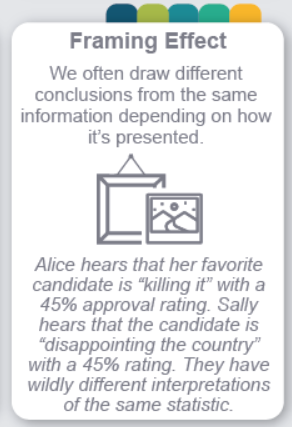 Framing Effect
We often draw different
conclusions from the same
information depending on how
it's presented.
Alice hears that her favorite
candidate is “killing it” with a
45% approval rating. Sally
hears that the candidate is
“disappointing the country”
with a 45% rating. They have
wildly different interpretations
of the same statistic.